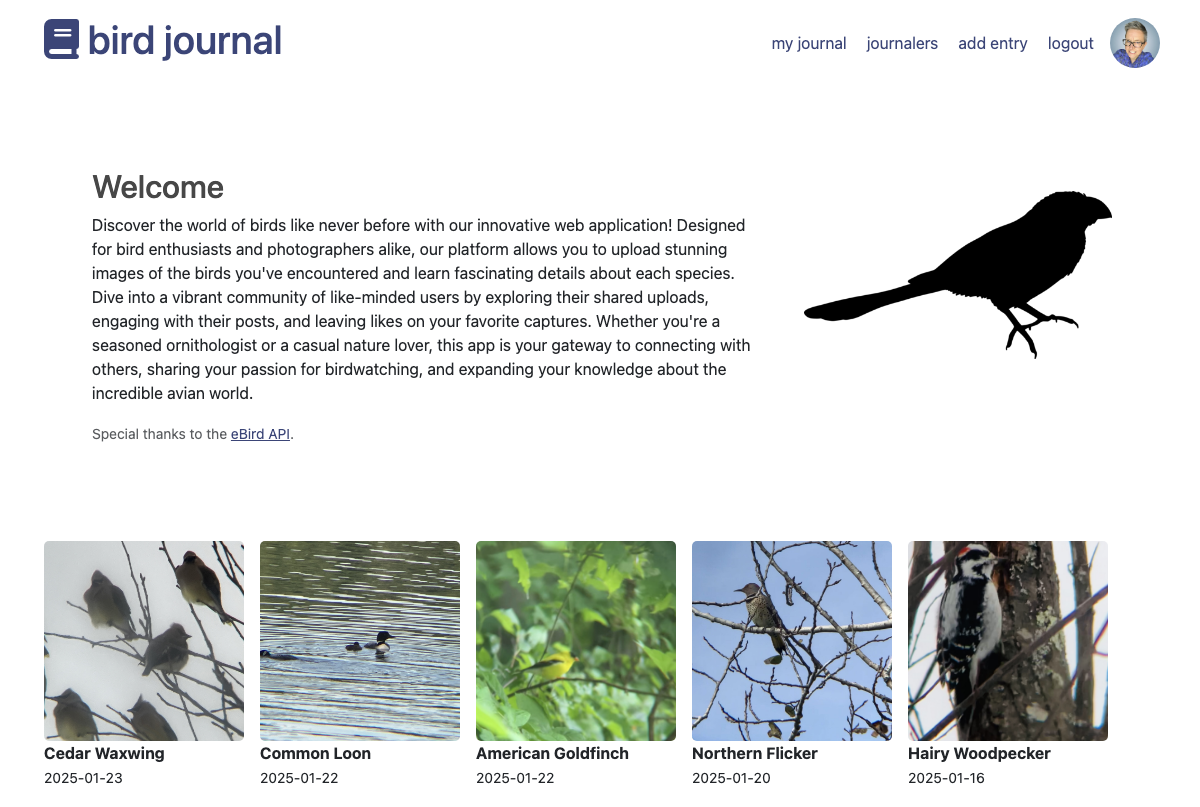 bird journal
my journal journalers add entry logout
Welcome
Discover the world of birds like never before with our innovative web application! Designed
for bird enthusiasts and photographers alike, our platform allows you to upload stunning
images of the birds you've encountered and learn fascinating details about each species.
Dive into a vibrant community of like-minded users by exploring their shared uploads,
engaging with their posts, and leaving likes on your favorite captures. Whether you're a
seasoned ornithologist or a casual nature lover, this app is your gateway to connecting with
others, sharing your passion for birdwatching, and expanding your knowledge about the
incredible avian world.
Special thanks to the eBird API.
Cedar Waxwing
2025-01-23
Common Loon
2025-01-22
American Goldfinch
2025-01-22
Northern Flicker
2025-01-20
Hairy Woodpecker
2025-01-16